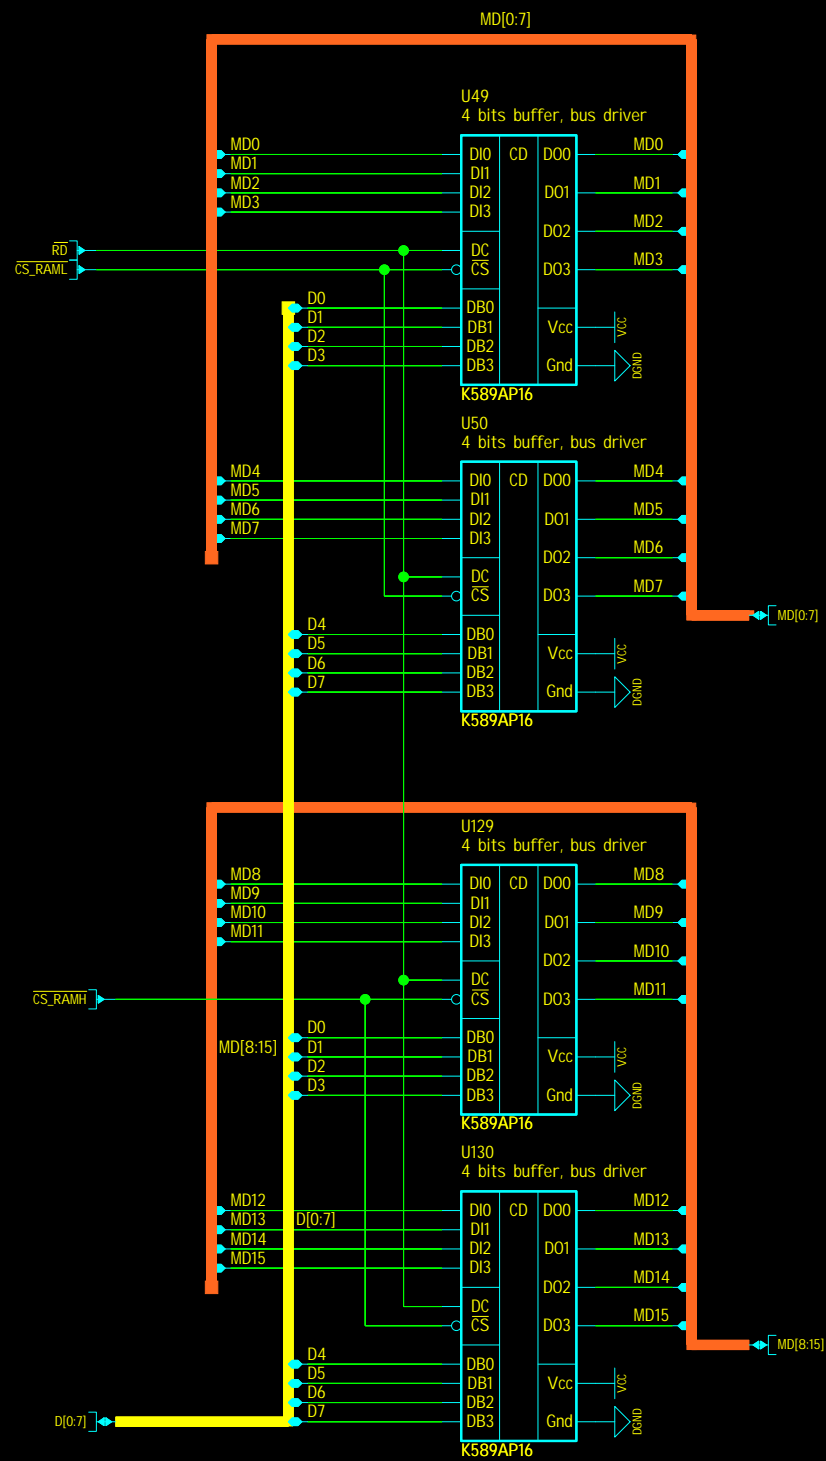 MD[0:7]
U49
4 bits buffer, bus driver
MD0 DI0 CD DO0 MD0
MD1 DI1
MD2 DI2 DO1 MD1
MD3 DI3
DO2 MD2
RD DC
CS_RAML CS DO3 MD3
D0 DB0
D1 DB1 Vcc VCC
D2 DB2
D3 DB3 Gnd DGND
K589AP16
U50
4 bits buffer, bus driver
MD4 DI0 CD DO0 MD4
MD5 DI1
MD6 DI2 DO1 MD5
MD7 DI3
DO2 MD6
DC
CS DO3 MD7
MD[0:7]
D4 DB0
D5 DB1 Vcc VCC
D6 DB2
D7 DB3 Gnd DGND
K589AP16
U129
4 bits buffer, bus driver
MD8 DI0 CD DO0 MD8
MD9 DI1
MD10 DI2 DO1 MD9
MD11 DI3
DO2 MD10
DC
CS_RAMH CS DO3 MD11
D0 DB0
MD[8:15] D1 DB1 Vcc VCC
D2 DB2
D3 DB3 Gnd DGND
K589AP16
U130
4 bits buffer, bus driver
MD12 DI0 CD DO0 MD12
MD13 D[0:7] DI1
MD14 DI2 DO1 MD13
MD15 DI3
DO2 MD14
DC
CS DO3 MD15
MD[8:15]
D4 DB0
D5 DB1 Vcc VCC
D6 DB2
D[0:7] D7 DB3 Gnd DGND
K589AP16